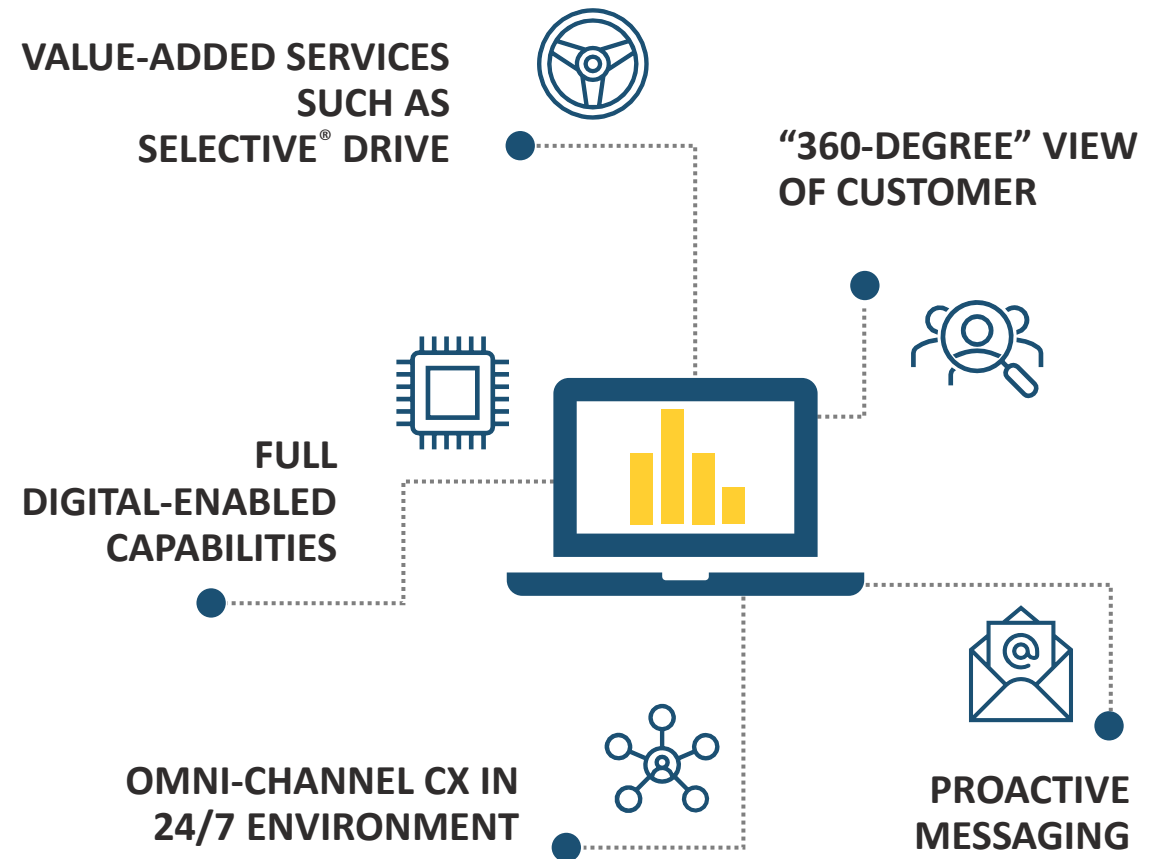 VALUE-ADDED SERVICES
SUCH AS
SELECTIVE® DRIVE
“360-DEGREE” VIEW
OF CUSTOMER
FULL
DIGITAL-ENABLED
CAPABILITIES
@
OMNI-CHANNEL CX IN
24/7 ENVIRONMENT
PROACTIVE
MESSAGING